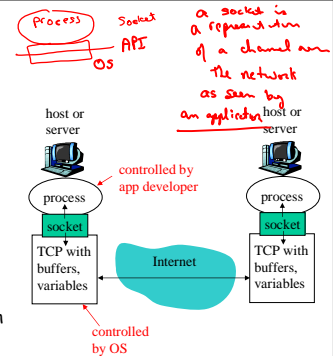 process
Socket
API
OS
a socket is
a representation
of a channel over
the network
as seen by
an application
host or
server
host or
server
controlled by
app developer
process
process
socket
socket
TCP with
buffers,
variables
Internet
TCP with
buffers,
variables
controlled
by OS